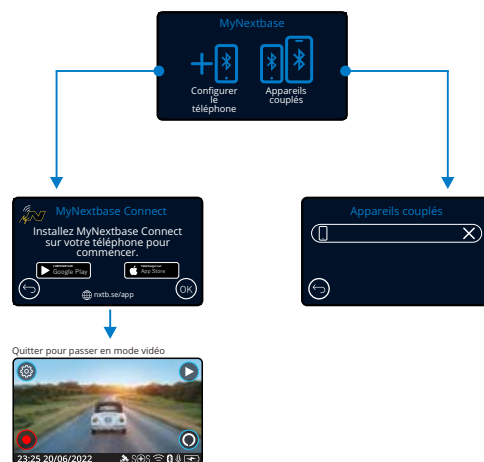 MyNextbase
Configurer
le
téléphone
Appareils
couplés
MyNextbase Connect
Installez MyNextbase Connect
sur votre téléphone pour
commencer.
Google Play
App Store
nxtb.se/app
OK
Appareils couplés
Quitter pour passer en mode vidéo
23:25 20/06/2022
SOS